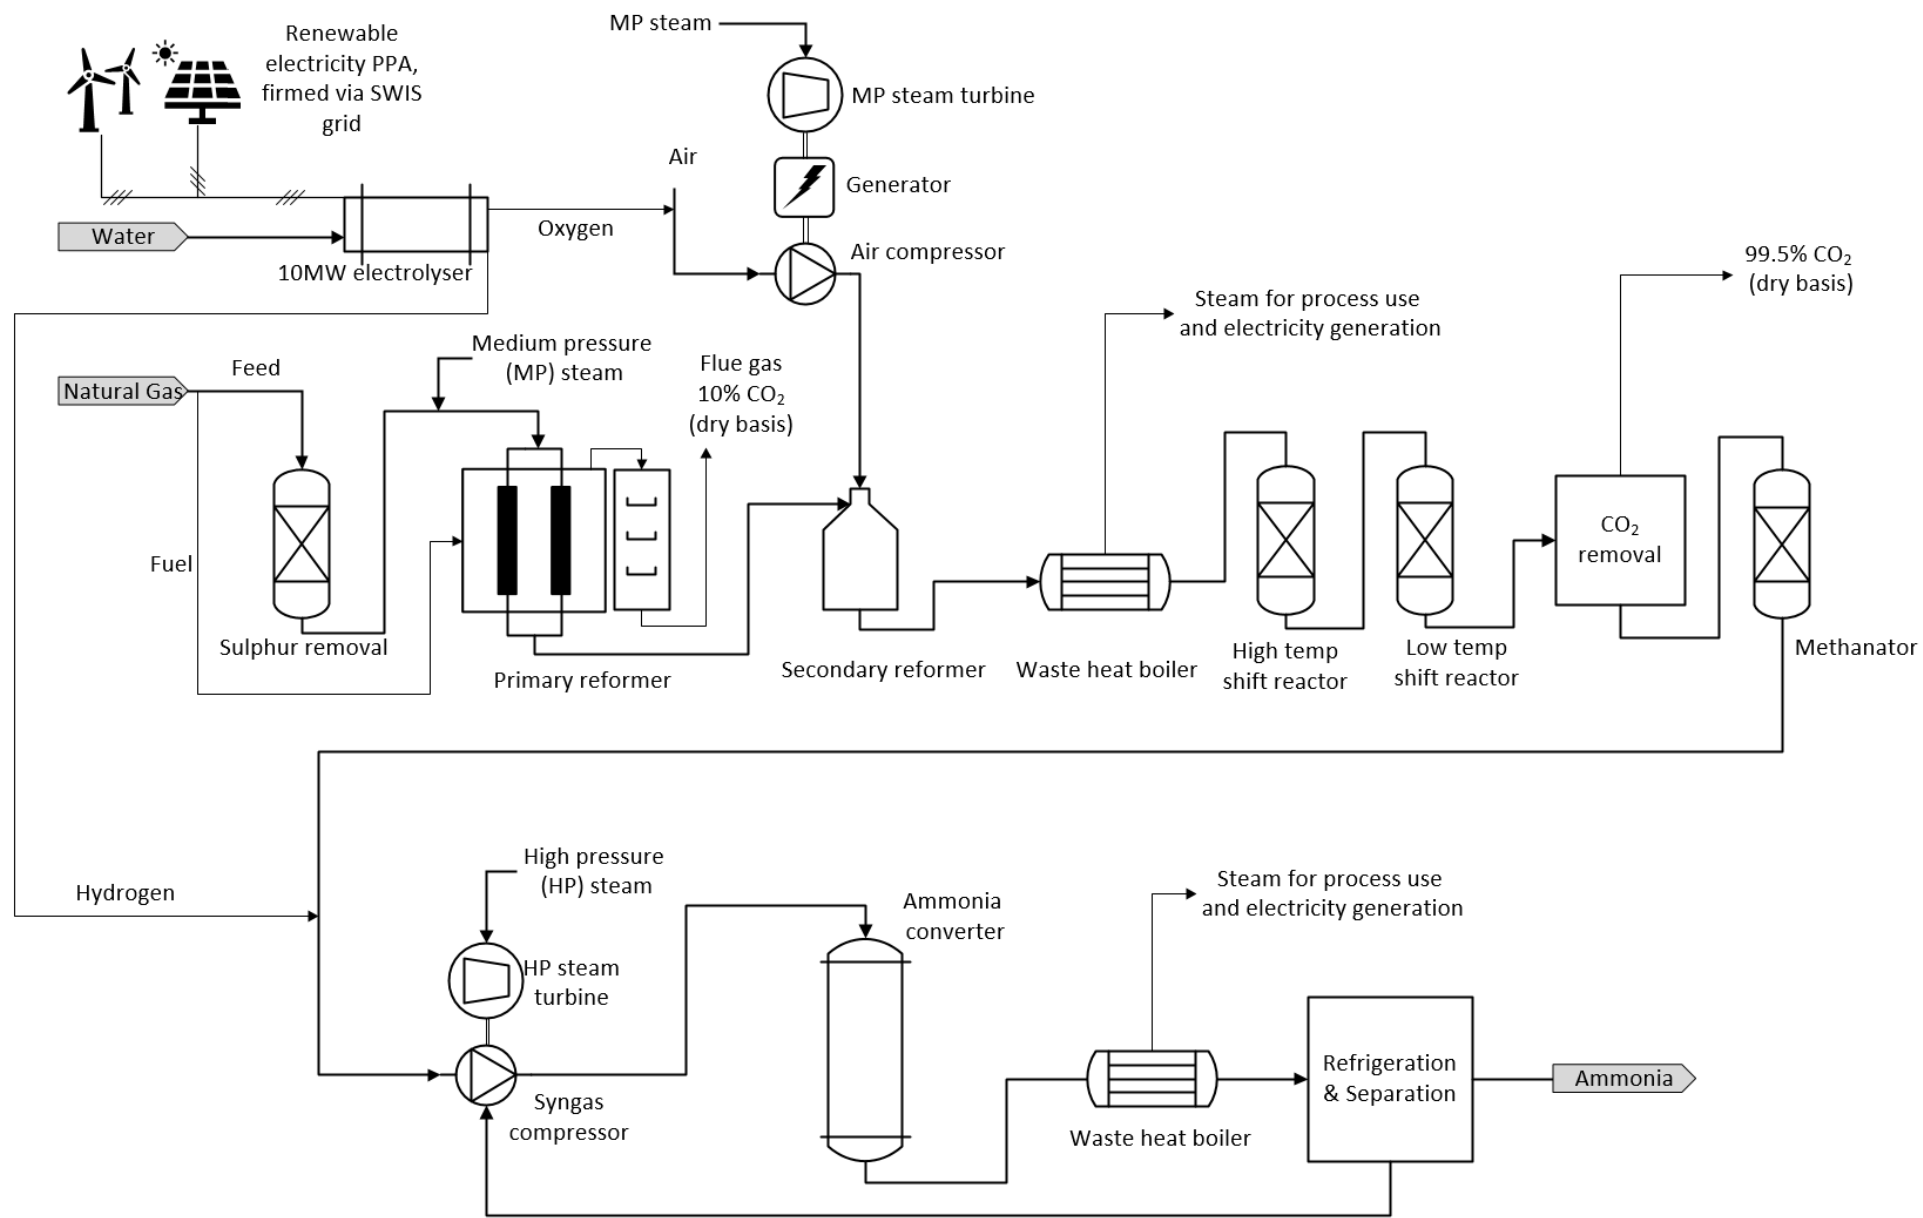 Renewable
electricity PPA,
firmed via SWIS
grid
MP steam
MP steam turbine
Air
Generator
Water
Oxygen
Air compressor
10MW electrolyser
99.5% CO₂
(dry basis)
Steam for process use
and electricity generation
Medium pressure
(MP) steam
Flue gas
10% CO₂
(dry basis)
Feed
Natural Gas
Fuel
CO₂
removal
Sulphur removal
Primary reformer
Secondary reformer
Waste heat boiler
High temp
shift reactor
Low temp
shift reactor
Methanator
Hydrogen
High pressure
(HP) steam
HP steam
turbine
Ammonia
converter
Steam for process use
and electricity generation
Syngas
compressor
Waste heat boiler
Refrigeration
& Separation
Ammonia